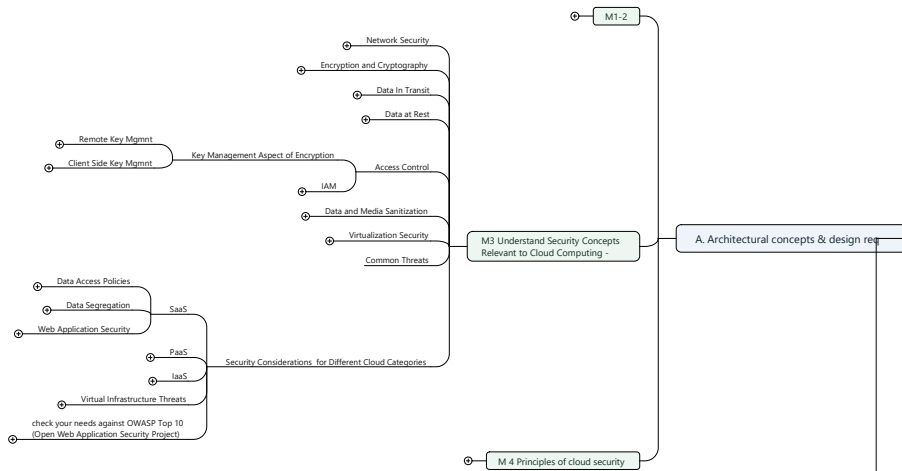 M1-2
Network Security
Encryption and Cryptography
Data In Transit
Data at Rest
Remote Key Mgmnt
Client Side Key Mgmnt
Key Management Aspect of Encryption
Access Control
IAM
Data and Media Sanitization
Virtualization Security
Common Threats
M3 Understand Security Concepts
Relevant to Cloud Computing -
A. Architectural concepts & design req
Data Access Policies
Data Segregation
Web Application Security
SaaS
PaaS
IaaS
Virtual Infrastructure Threats
check your needs against OWASP Top 10
(Open Web Application Security Project)
Security Considerations  for Different Cloud Categories
M 4 Principles of cloud security